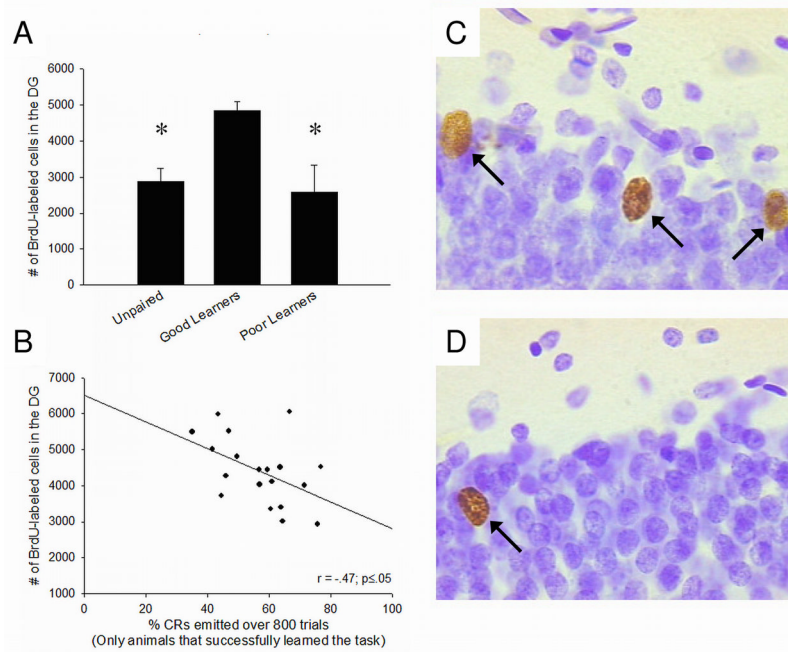 A
# of BrdU-labeled cells in the DG
6000
5000
4000
3000
2000
1000
0
*
*
Unpaired
Good Learners
Poor Learners
B
# of BrdU-labeled cells in the DG
7000
6000
5000
4000
3000
2000
1000
r = -.47; p≤.05
0
20
40
60
80
100
% CRs emitted over 800 trials
(Only animals that successfully learned the task)
C
D